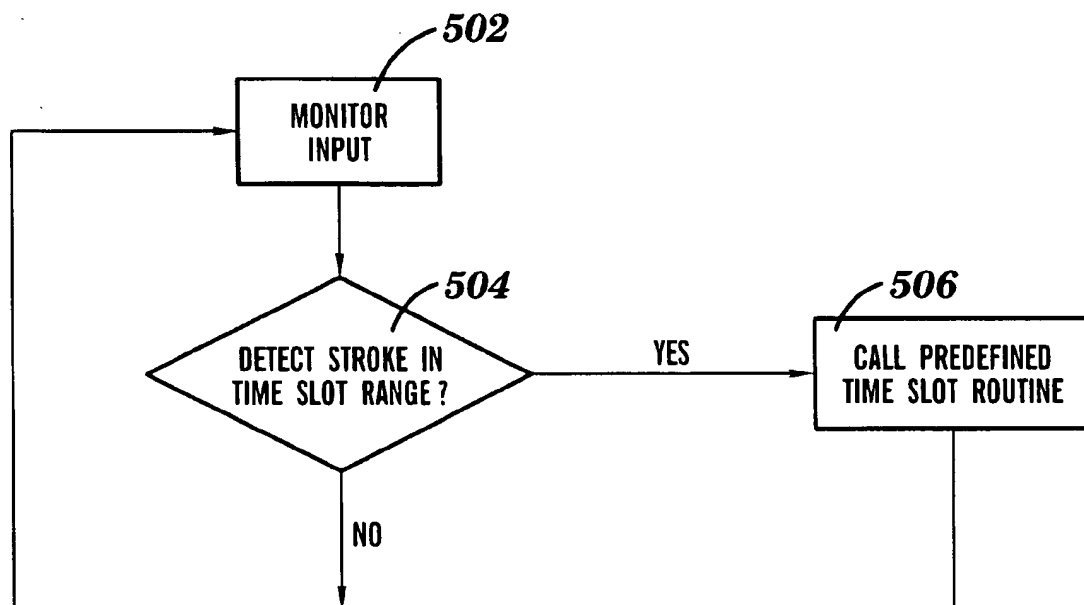 502
MONITOR
INPUT
504
DETECT STROKE IN
TIME SLOT RANGE?
YES
506
CALL PREDEFINED
TIME SLOT ROUTINE
NO